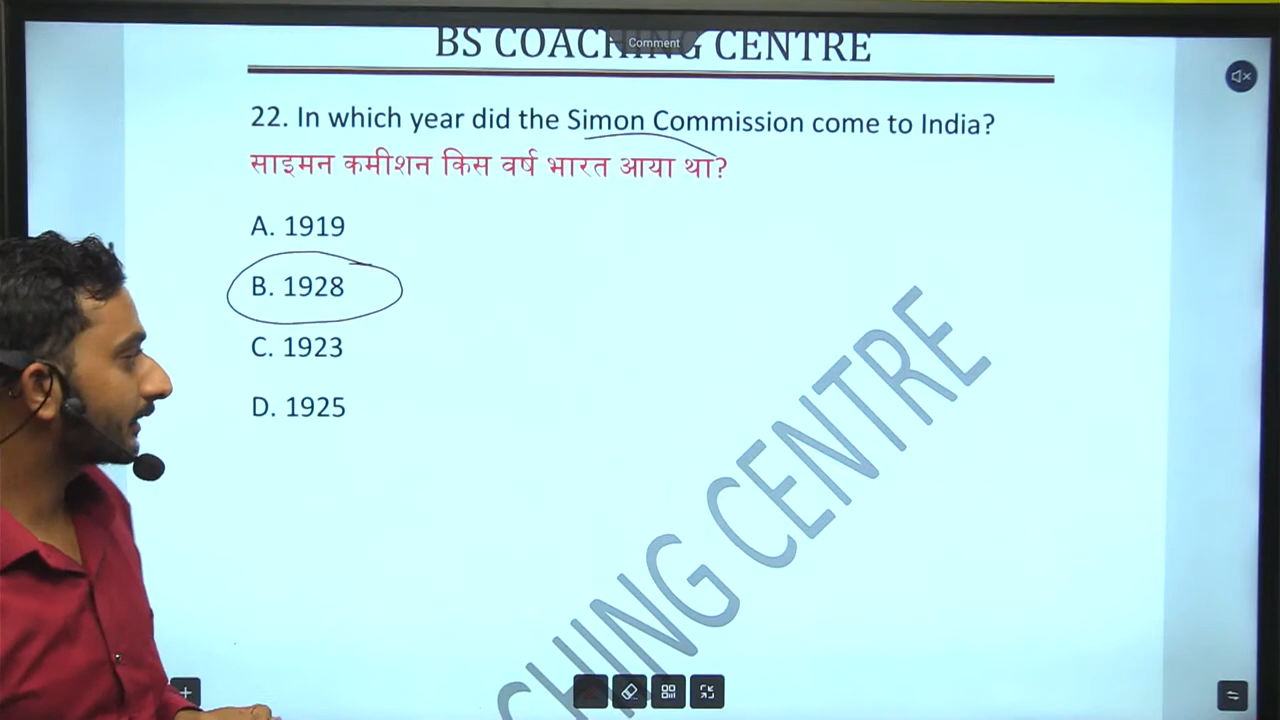 BS COACHING CENTRE
Comment
22. In which year did the Simon Commission come to India?
साइमन कमीशन किस वर्ष भारत आया था?
A. 1919
B. 1928
C. 1923
D. 1925
CHING CENTRE